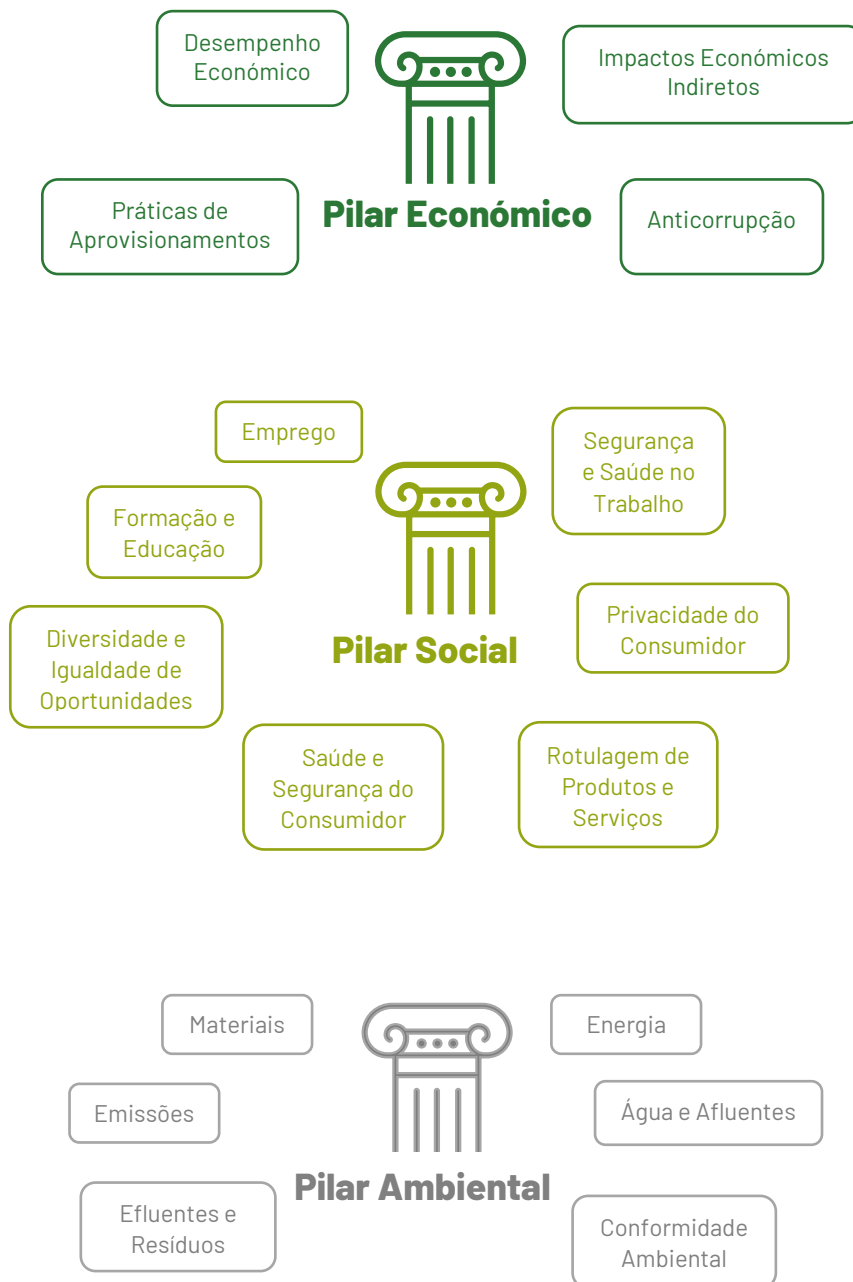 Desempenho
Económico
Impactos Económicos
Indiretos
Práticas de
Aprovisionamentos
Pilar Económico
Anticorrupção
Emprego
Segurança
e Saúde no
Trabalho
Formação e
Educação
Privacidade do
Consumidor
Diversidade e
Igualdade de
Oportunidades
Pilar Social
Saúde e
Segurança do
Consumidor
Rotulagem de
Produtos e
Serviços
Materiais
Energia
Emissões
Água e Afluentes
Pilar Ambiental
Efluentes e
Resíduos
Conformidade
Ambiental